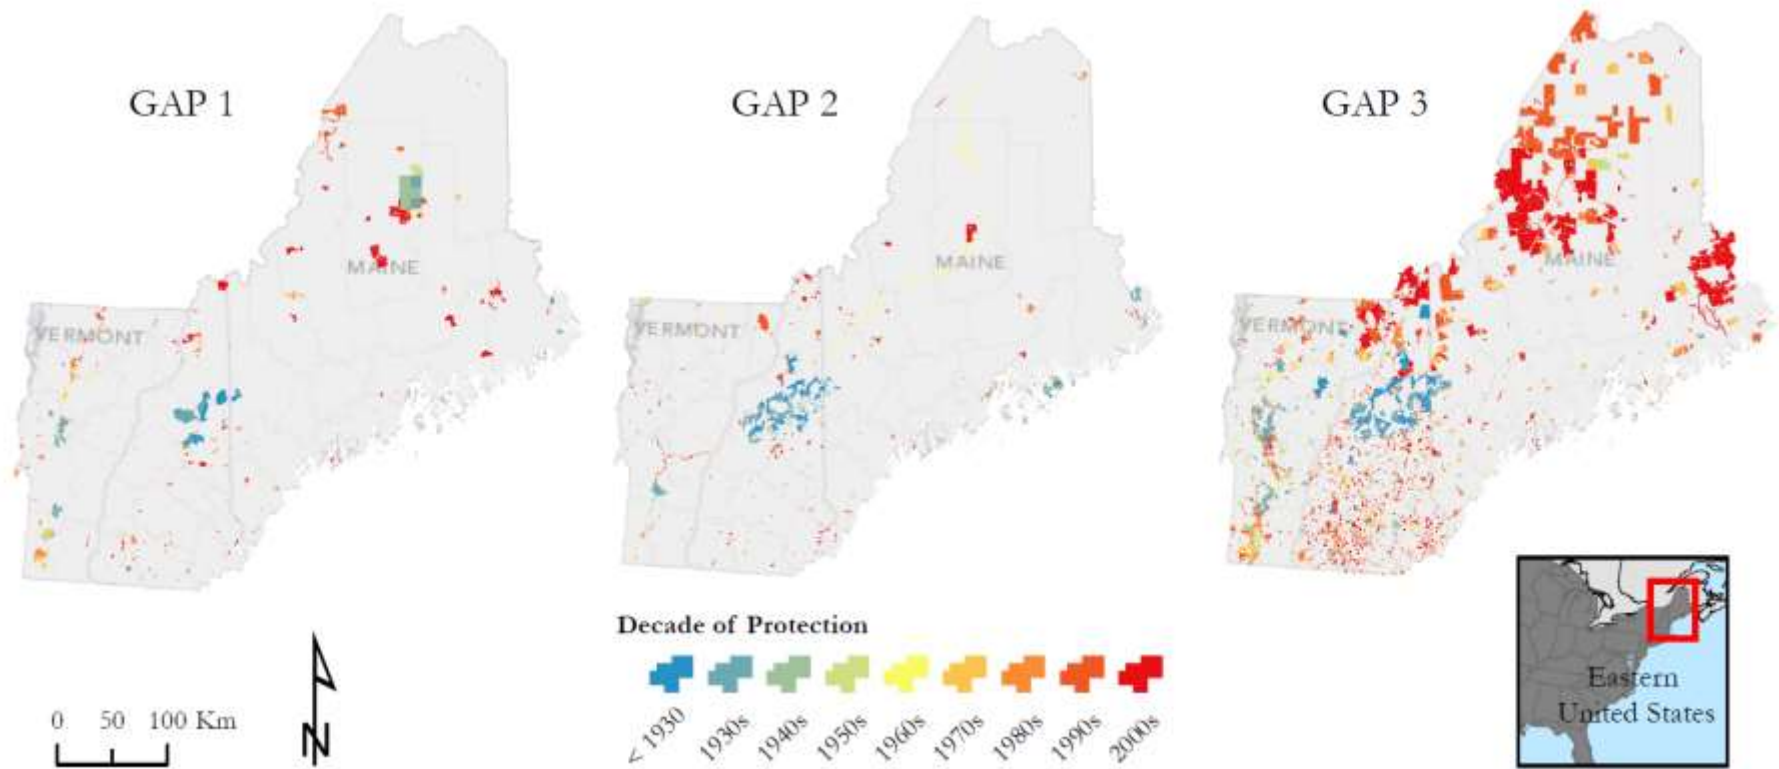 GAP 1
GAP 2
GAP 3
MAINE
MAINE
MAINE
VERMONT
VERMONT
VERMONT
Decade of Protection
< 1930
1930s
1940s
1950s
1960s
1970s
1980s
1990s
2000s
0 50 100 Km
N
Eastern
United States